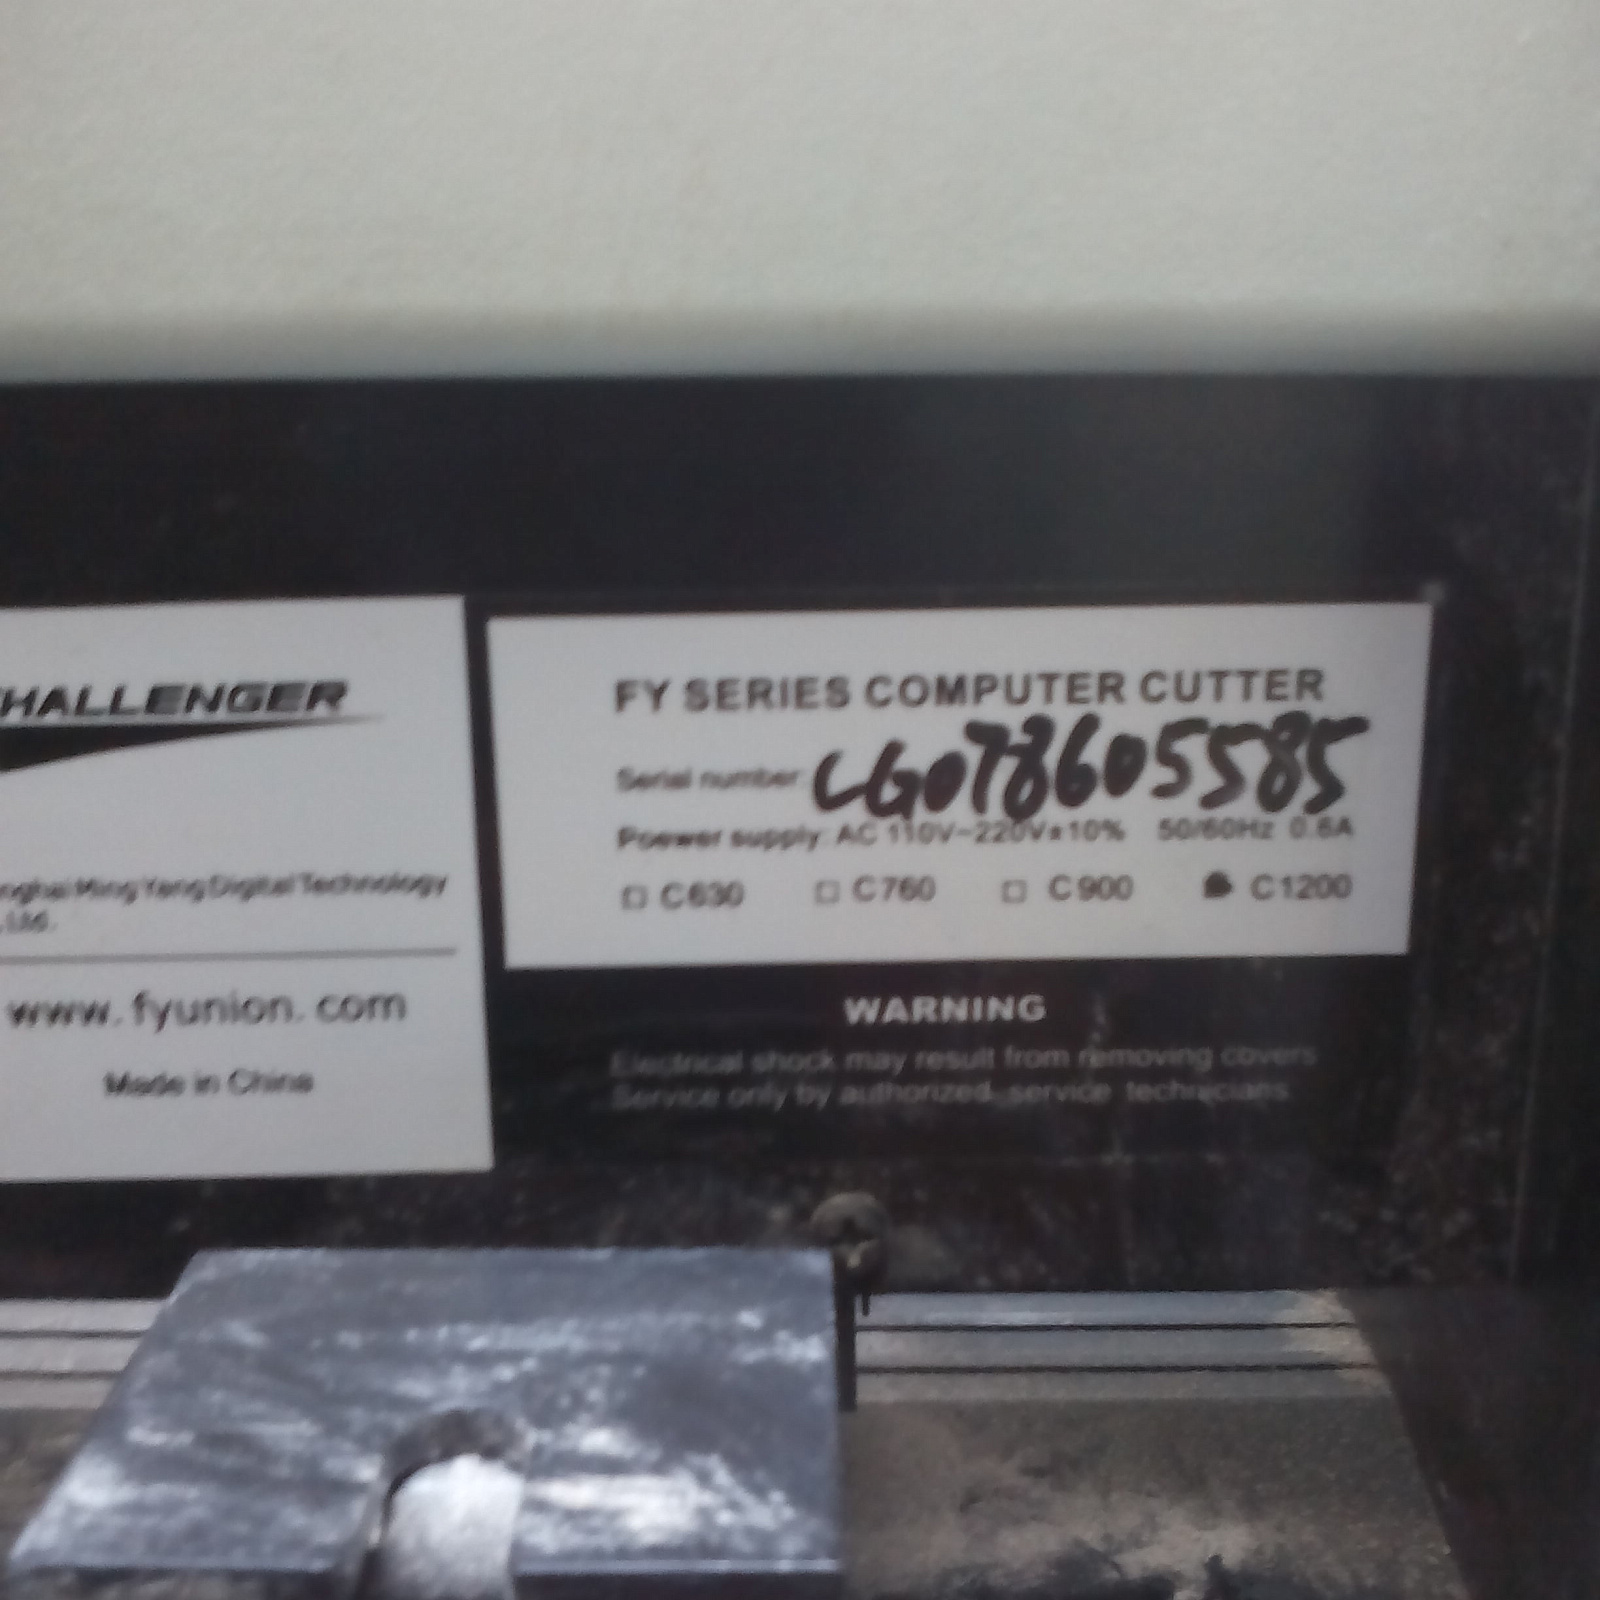 CHALLENGER
nghai Ming Yang Digital Technology
., Ltd.
www.fyunion.com
Made in China
FY SERIES COMPUTER CUTTER
Serial number: CG078605585
Poewer supply: AC 110V~220V±10% 50/60Hz 0.6A
□ C630 □ C760 □ C900 ■ C1200
WARNING
Electrical shock may result from removing covers
Service only by authorized service technicians